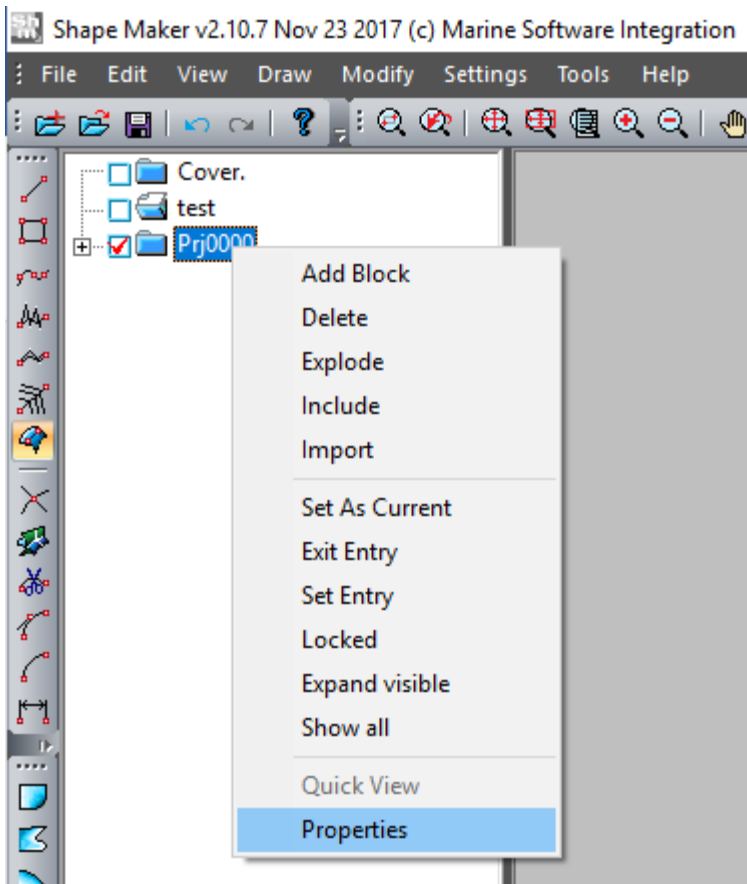 Shape Maker v2.10.7 Nov 23 2017 (c) Marine Software Integration
File Edit View Draw Modify Settings Tools Help
Cover.
test
Prj0000
Add Block
Delete
Explode
Include
Import
Set As Current
Exit Entry
Set Entry
Locked
Expand visible
Show all
Quick View
Properties